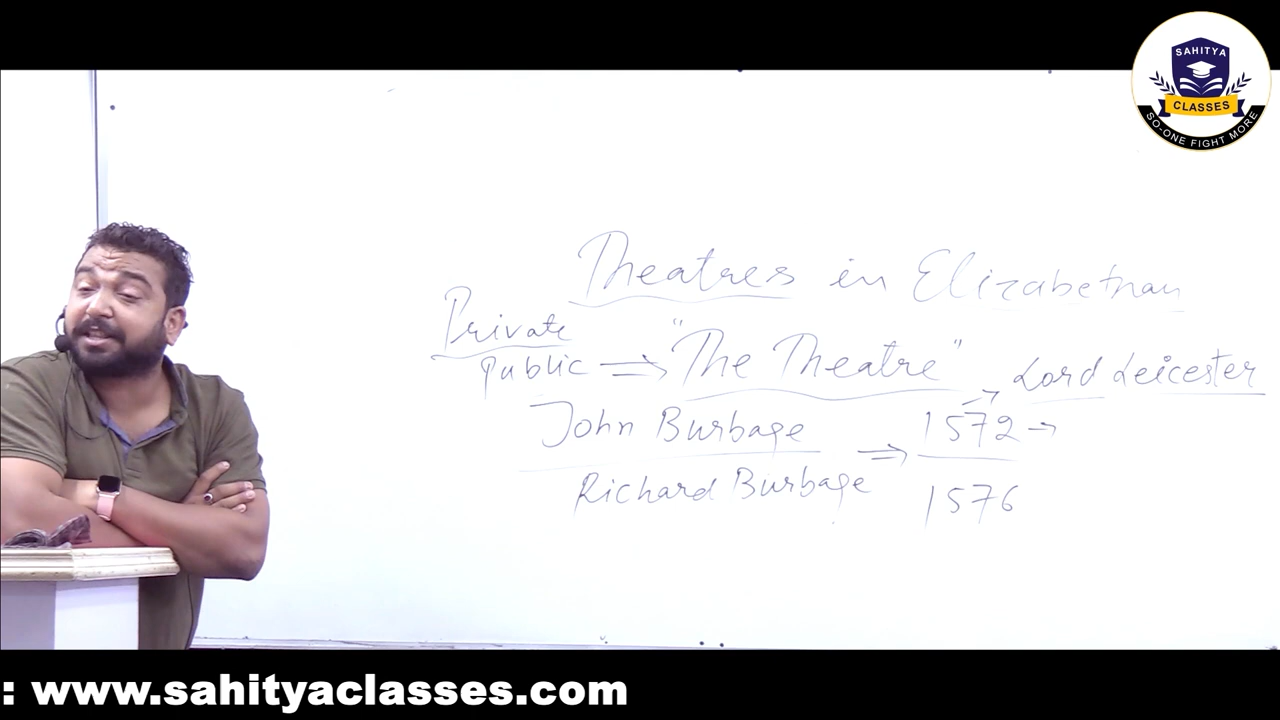 SAHITYA
CLASSES
SO-ONE FIGHT MORE
Theatres in Elizabethan
Private
public ⇒ "The Theatre"
→ Lord Leicester
John Burbage
⇒ 1572 →
Richard Burbage
1576
: www.sahityaclasses.com